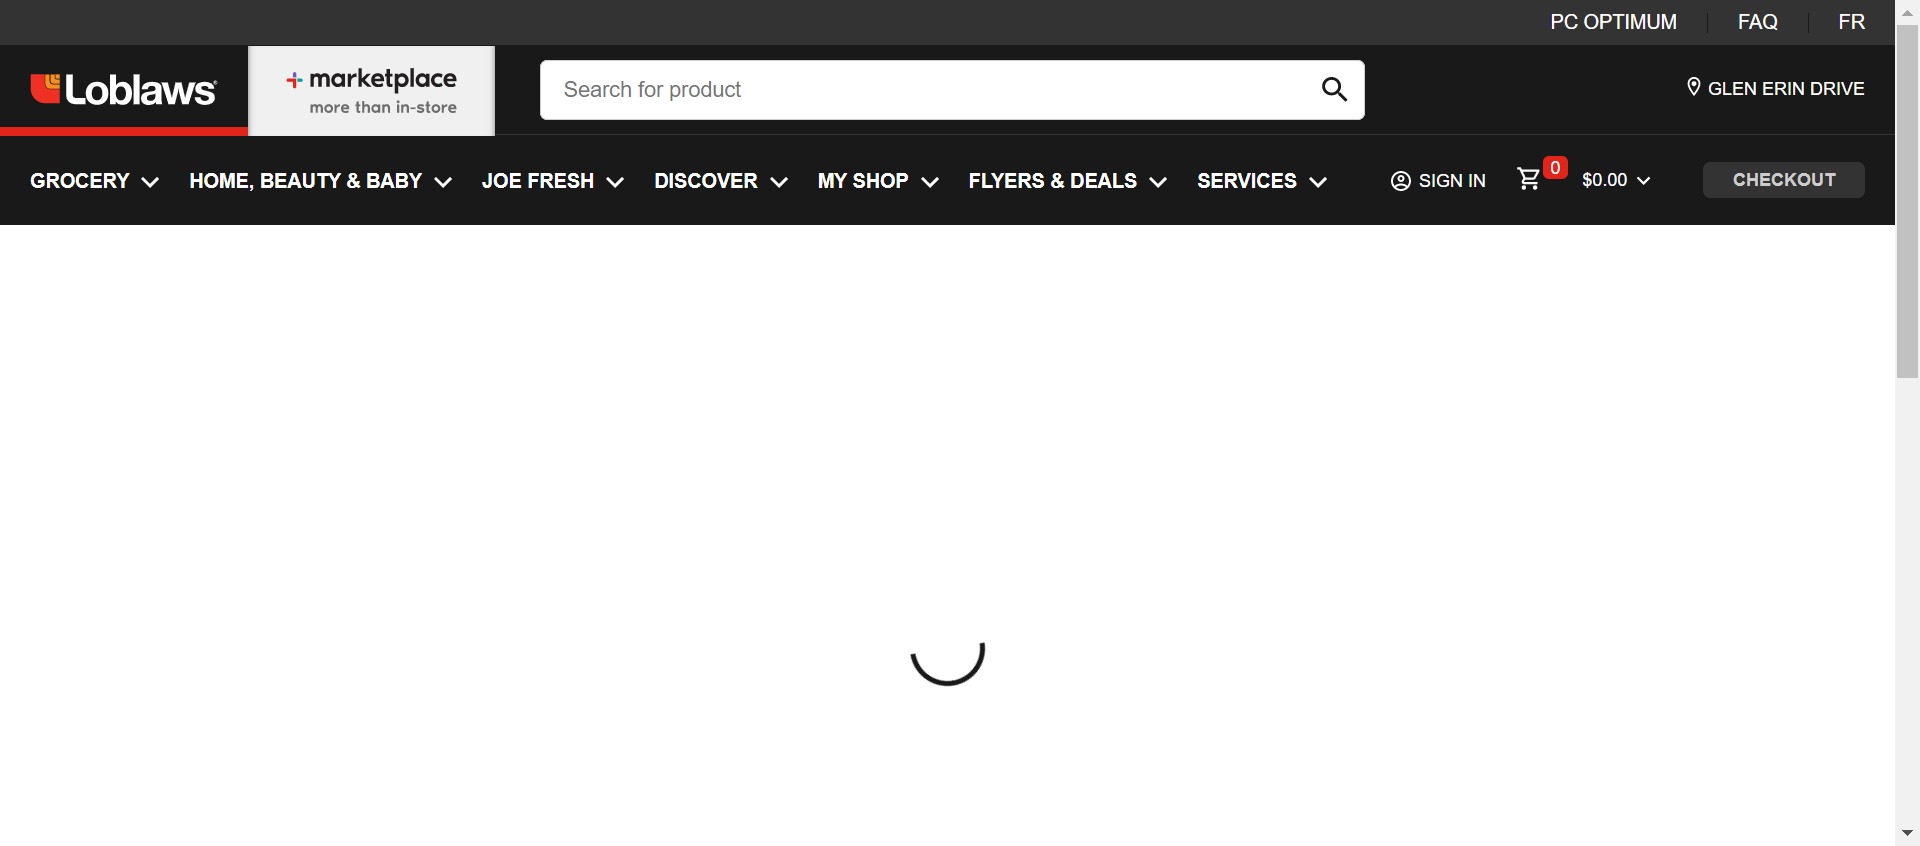 PC OPTIMUM FAQ FR
Loblaws®
marketplace
more than in-store
Search for product
GLEN ERIN DRIVE
GROCERY HOME, BEAUTY & BABY JOE FRESH DISCOVER MY SHOP FLYERS & DEALS SERVICES SIGN IN 0 $0.00 CHECKOUT